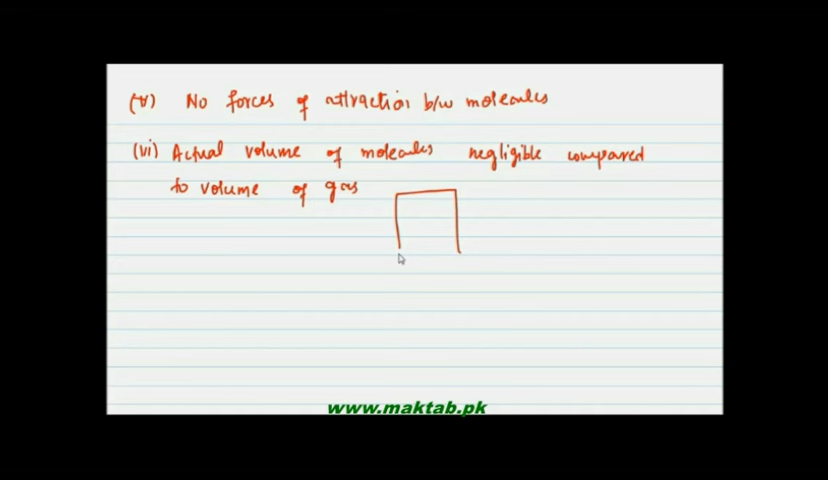 (v) No forces of attraction b/w molecules
(vi) Actual volume of molecules negligible compared
to volume of gas
www.maktab.pk